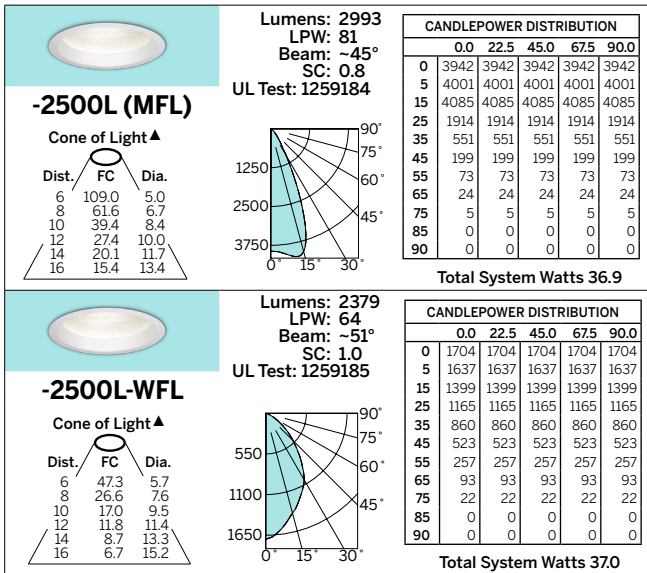 Lumens: 2993
LPW: 81
Beam: ~45°
SC: 0.8
UL Test: 1259184
-2500L (MFL)
Cone of Light▲
Dist. FC Dia.
6 109.0 5.0
8 61.6 6.7
10 39.4 8.4
12 27.4 10.0
14 20.1 11.7
16 15.4 13.4
90°
75°
60°
45°
1250
2500
3750
0° 15° 30°
CANDLEPOWER DISTRIBUTION
0.0 22.5 45.0 67.5 90.0
0 3942 3942 3942 3942 3942
5 4001 4001 4001 4001 4001
15 4085 4085 4085 4085 4085
25 1914 1914 1914 1914 1914
35 551 551 551 551 551
45 199 199 199 199 199
55 73 73 73 73 73
65 24 24 24 24 24
75 5 5 5 5 5
85 0 0 0 0 0
90 0 0 0 0 0
Total System Watts 36.9
Lumens: 2379
LPW: 64
Beam: ~51°
SC: 1.0
UL Test: 1259185
-2500L-WFL
Cone of Light▲
Dist. FC Dia.
6 47.3 5.7
8 26.6 7.6
10 17.0 9.5
12 11.8 11.4
14 8.7 13.3
16 6.7 15.2
90°
75°
60°
45°
550
1100
1650
0° 15° 30°
CANDLEPOWER DISTRIBUTION
0.0 22.5 45.0 67.5 90.0
0 1704 1704 1704 1704 1704
5 1637 1637 1637 1637 1637
15 1399 1399 1399 1399 1399
25 1165 1165 1165 1165 1165
35 860 860 860 860 860
45 523 523 523 523 523
55 257 257 257 257 257
65 93 93 93 93 93
75 22 22 22 22 22
85 0 0 0 0 0
90 0 0 0 0 0
Total System Watts 37.0